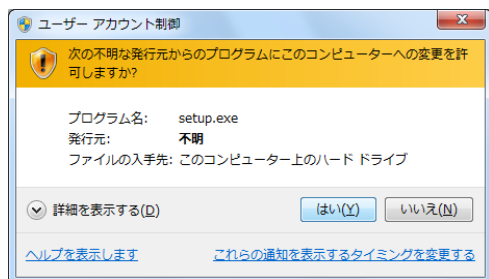 ユーザー アカウント制御
次の不明な発行元からのプログラムにこのコンピューターへの変更を許
可しますか?
プログラム名: setup.exe
発行元: 不明
ファイルの入手先: このコンピューター上のハード ドライブ
詳細を表示する(D)
はい(Y)
いいえ(N)
ヘルプを表示します
これらの通知を表示するタイミングを変更する